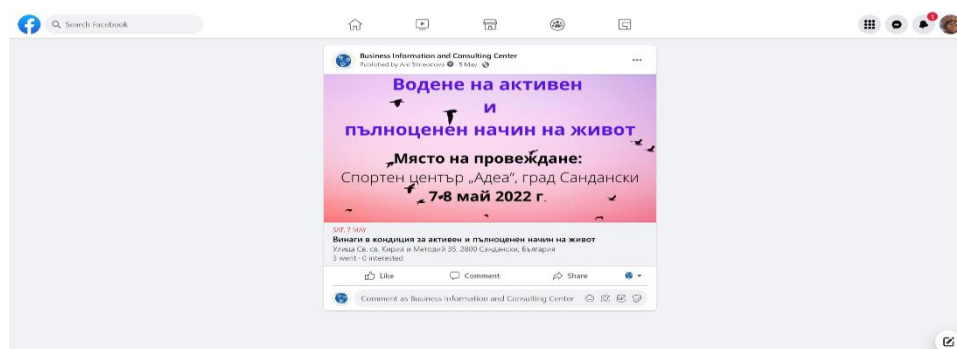 Search Facebook
1
Business Information and Consulting Center
Published by Ani Simeonova · 5 May ·
Водене на активен
и
пълноценен начин на живот
Място на провеждане:
Спортен център „Адеа“, град Сандански
7-8 май 2022 г.
SAT, 7 MAY
Винаги в кондиция за активен и пълноценен начин на живот
Улица Св. св. Кирил и Методий 35, 2800 Сандански, България
3 went · 0 interested
Like
Comment
Share
Comment as Business Information and Consulting Center